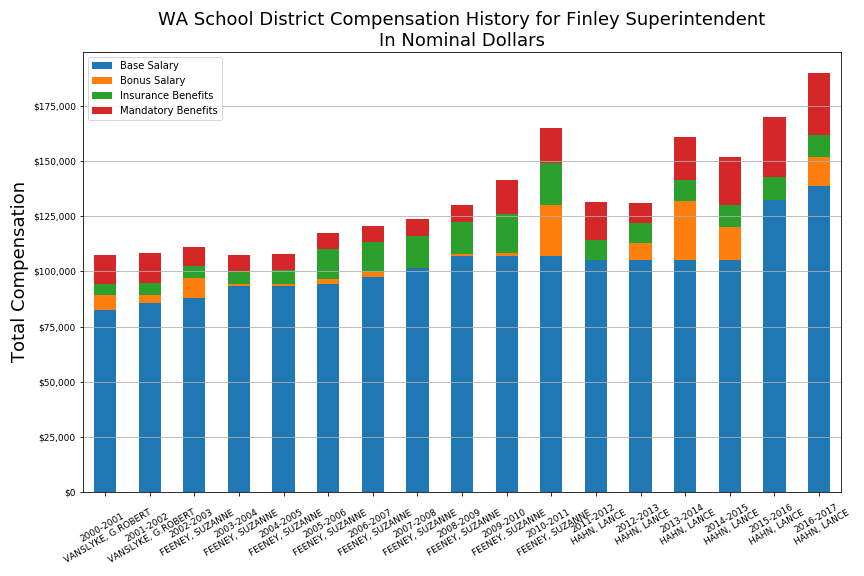 WA School District Compensation History for Finley Superintendent
In Nominal Dollars
Base Salary
Bonus Salary
Insurance Benefits
Mandatory Benefits
Total Compensation
$175,000
$150,000
$125,000
$100,000
$75,000
$50,000
$25,000
$0
2000-2001
VANSLYKE, G.ROBERT
2001-2002
VANSLYKE, G.ROBERT
2002-2003
FEENEY, SUZANNE
2003-2004
FEENEY, SUZANNE
2004-2005
FEENEY, SUZANNE
2005-2006
FEENEY, SUZANNE
2006-2007
FEENEY, SUZANNE
2007-2008
FEENEY, SUZANNE
2008-2009
FEENEY, SUZANNE
2009-2010
FEENEY, SUZANNE
2010-2011
FEENEY, SUZANNE
2011-2012
HAHN, LANCE
2012-2013
HAHN, LANCE
2013-2014
HAHN, LANCE
2014-2015
HAHN, LANCE
2015-2016
HAHN, LANCE
2016-2017
HAHN, LANCE